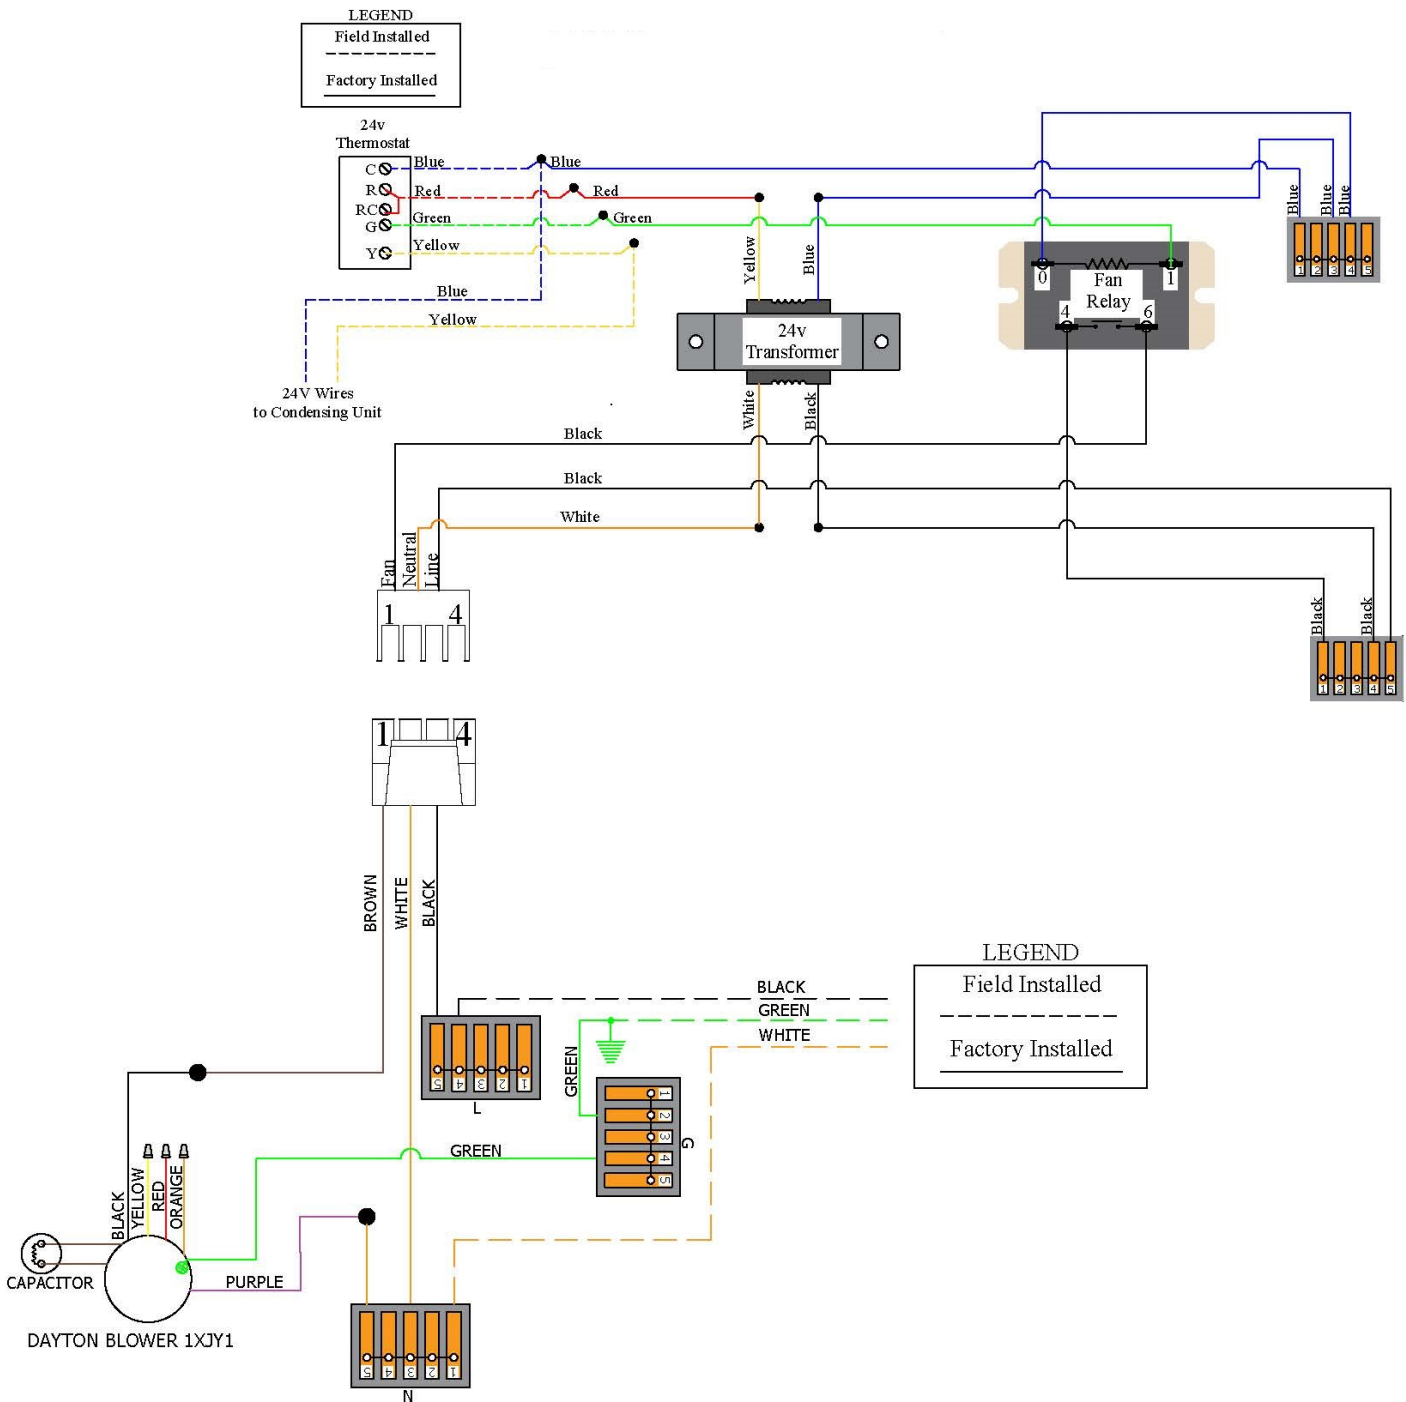 LEGEND
Field Installed
Factory Installed
24v
Thermostat
C
R
RC
G
Y
Blue
Blue
Red
Red
Green
Green
Yellow
Blue
Yellow
24V Wires
to Condensing Unit
Yellow
Blue
24v
Transformer
White
Black
0
1
Fan
Relay
4
6
Blue
Blue
Blue
1 2 3 4 5
Black
Black
White
Fan
Neutral
Line
1 4
Black
Black
1 2 3 4 5
1 4
BROWN
WHITE
BLACK
LEGEND
Field Installed
Factory Installed
BLACK
GREEN
WHITE
GREEN
5 4 3 2 1
L
1
2
3
4
5
G
GREEN
BLACK
YELLOW
RED
ORANGE
CAPACITOR
PURPLE
DAYTON BLOWER 1XJY1
5 4 3 2 1
N